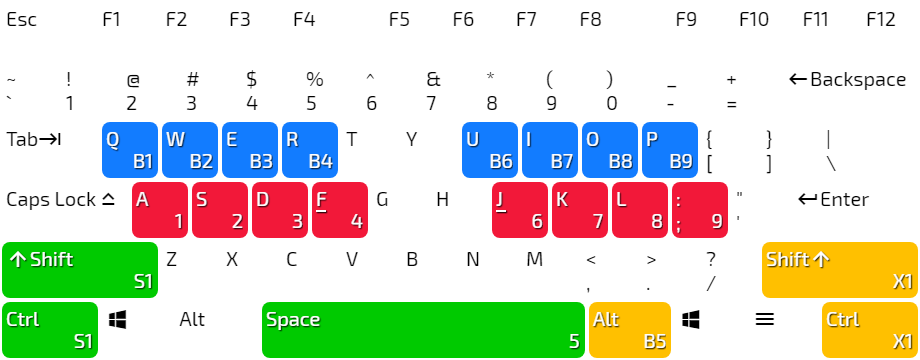 Esc F1 F2 F3 F4 F5 F6 F7 F8 F9 F10 F11 F12
~ ! @ # $ % ^ & * ( ) _ + ←Backspace
` 1 2 3 4 5 6 7 8 9 0 - =
Tab→I Q W E R T Y U I O P { } |
B1 B2 B3 B4 B6 B7 B8 B9 [ ] \
Caps Lock A S D F G H J K L : " ↵Enter
1 2 3 4 6 7 8 ; 9 '
↑Shift Z X C V B N M < > ? Shift↑
S1 , . / X1
Ctrl Alt Space Alt ≡ Ctrl
S1 5 B5 X1